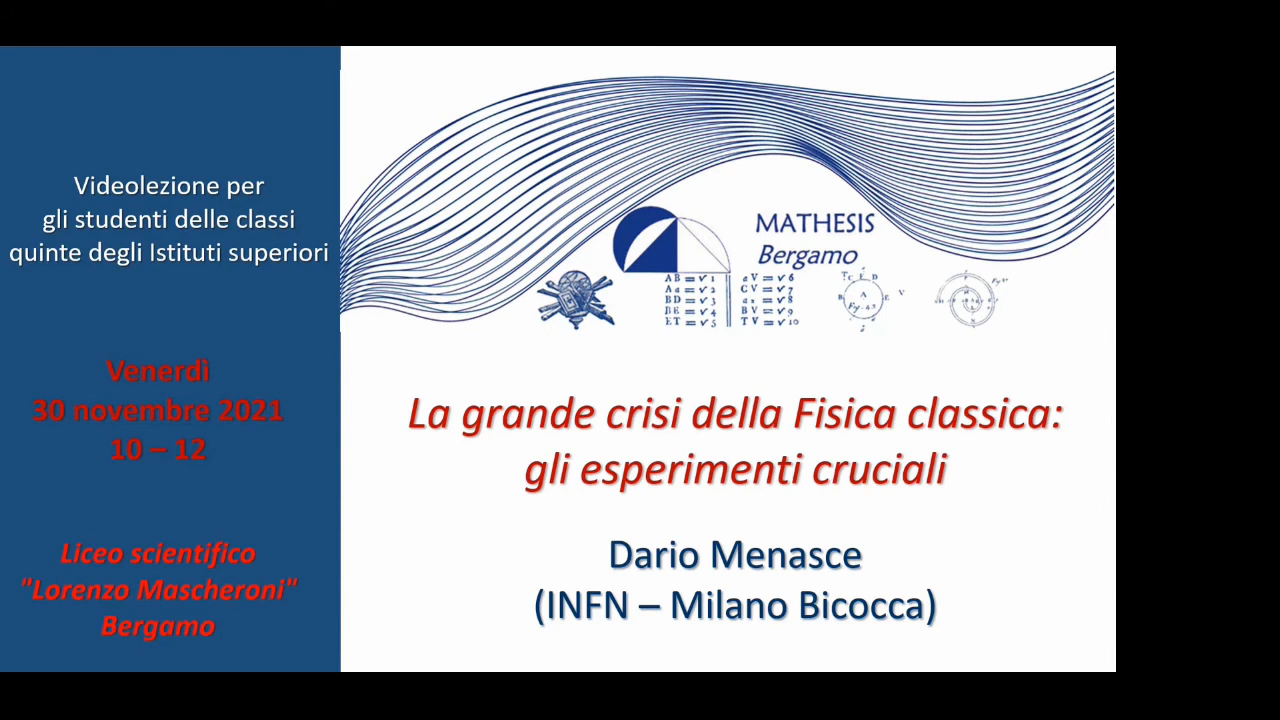 Videolezione per
gli studenti delle classi
quinte degli Istituti superiori
Venerdì
30 novembre 2021
10 – 12
Liceo scientifico
"Lorenzo Mascheroni"
Bergamo
MATHESIS
Bergamo
La grande crisi della Fisica classica:
gli esperimenti cruciali
Dario Menasce
(INFN – Milano Bicocca)